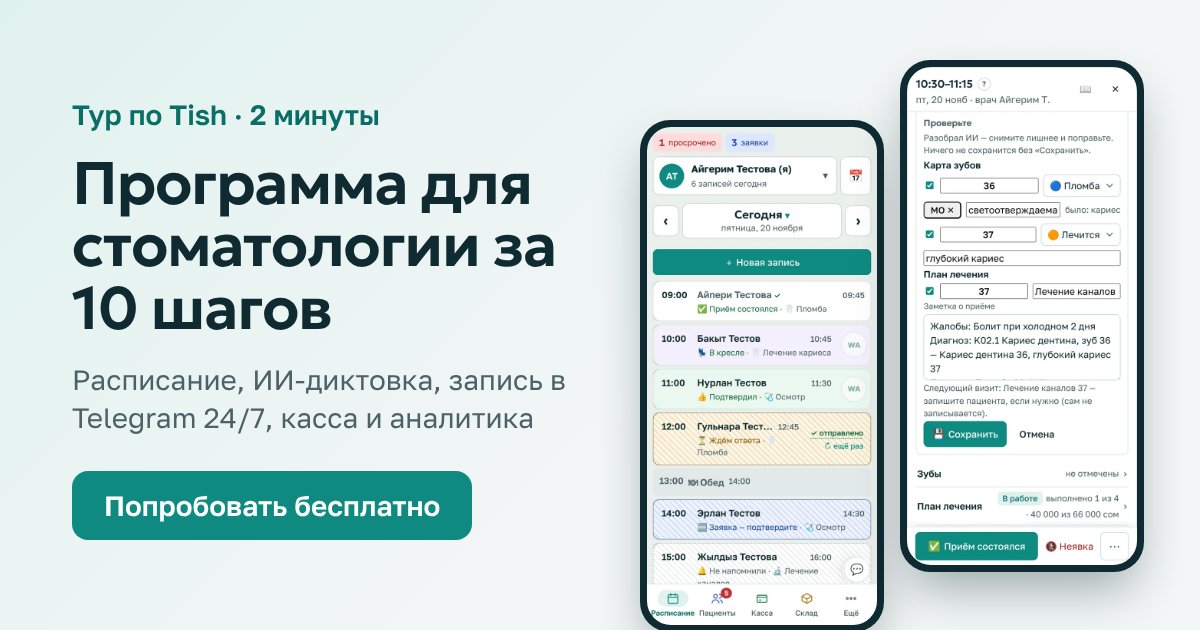 Тур по Tish · 2 минуты
Программа для
стоматологии за
10 шагов
Расписание, ИИ-диктовка, запись в
Telegram 24/7, касса и аналитика
Попробовать бесплатно
1 просрочено 3 заявки
АТ Айгерим Тестова (я)
6 записей сегодня
Сегодня
пятница, 20 ноября
+ Новая запись
09:00 Айпери Тестова ✓ 09:45
✅ Приём состоялся · Пломба
10:00 Бакыт Тестов 10:45 WA
В кресле · Лечение кариеса
11:00 Нурлан Тестов 11:30 WA
Подтвердил · Осмотр
12:00 Гульнара Тест... 12:45 ✓ отправлено
Ждём ответа · ещё раз
Пломба
13:00 Обед 14:00
14:00 Эрлан Тестов 14:30
Заявка — подтвердите · Осмотр
15:00 Жылдыз Тестова 16:00
Не напомнили · Лечение
Расписание Пациенты 5 Касса Склад Ещё
10:30–11:15 ? ×
пт, 20 нояб · врач Айгерим Т.
Проверьте
Разобрал ИИ — снимите лишнее и поправьте.
Ничего не сохранится без «Сохранить».
Карта зубов
36 Пломба
МО × светоотверждаема было: кариес
37 Лечится
глубокий кариес
План лечения
37 Лечение каналов
Заметка о приёме
Жалобы: Болит при холодном 2 дня
Диагноз: K02.1 Кариес дентина, зуб 36
— Кариес дентина 36, глубокий кариес
37
Следующий визит: Лечение каналов 37 —
запишите пациента, если нужно (сам не
записывается).
Сохранить Отмена
Зубы не отмечены ›
План лечения В работе выполнено 1 из 4 ›
· 40 000 из 66 000 сом
✅ Приём состоялся Неявка ...